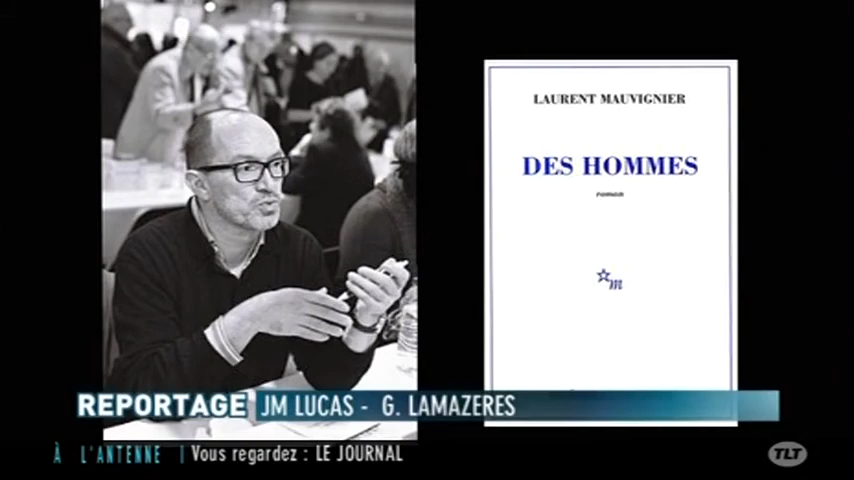 LAURENT MAUVIGNIER
DES HOMMES
roman
m
REPORTAGE JM LUCAS - G. LAMAZERES
À L'ANTENNE | Vous regardez : LE JOURNAL
TLT